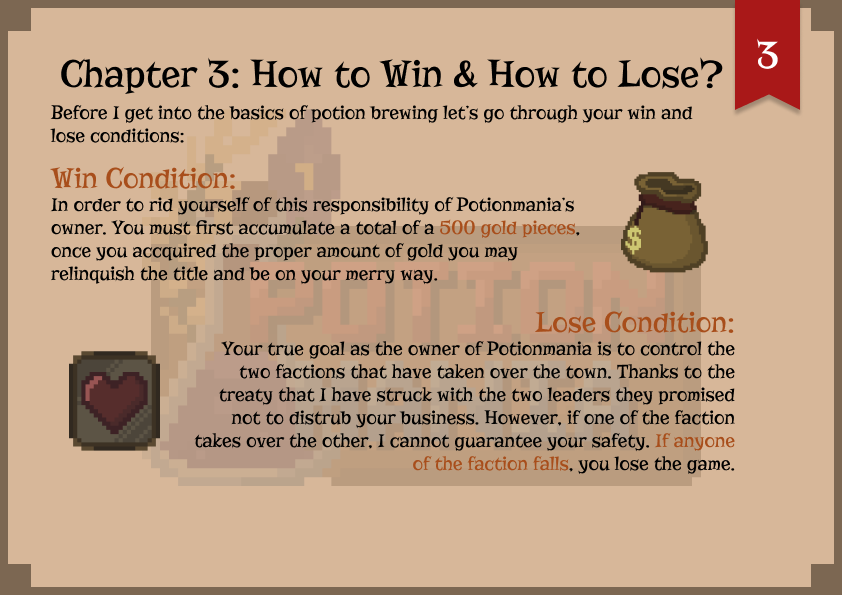 3
Chapter 3: How to Win & How to Lose?
Before I get into the basics of potion brewing let's go through your win and
lose conditions:
Win Condition:
In order to rid yourself of this responsibility of Potionmania's
owner. You must first accumulate a total of a 500 gold pieces,
once you accquired the proper amount of gold you may
relinquish the title and be on your merry way.
$
Lose Condition:
Your true goal as the owner of Potionmania is to control the
two factions that have taken over the town. Thanks to the
treaty that I have struck with the two leaders they promised
not to distrub your business. However, if one of the faction
takes over the other, I cannot guarantee your safety. If anyone
of the faction falls, you lose the game.
POTION